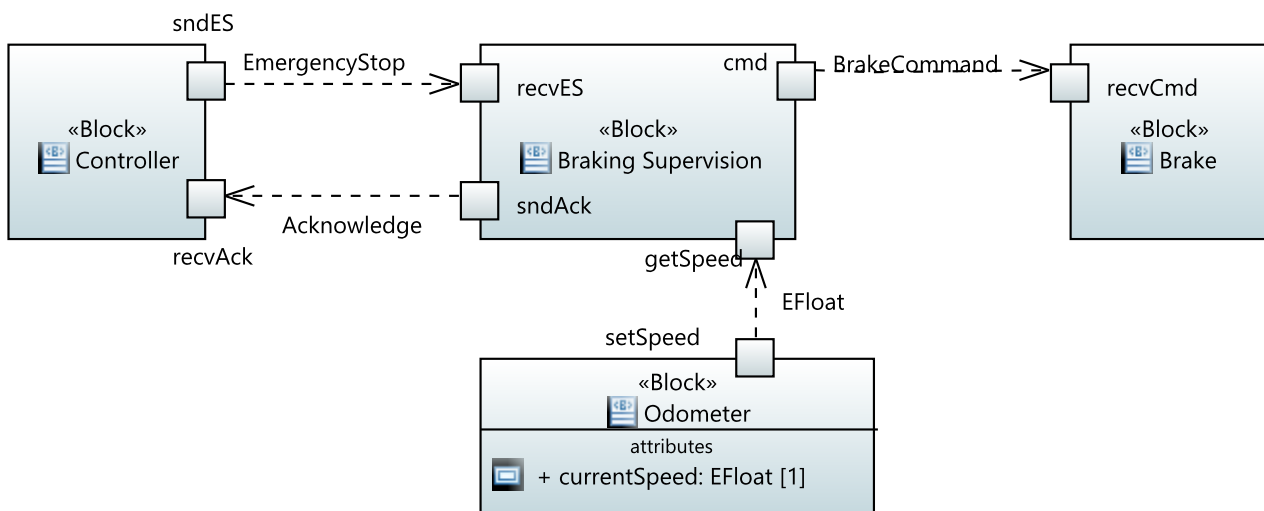 sndES
EmergencyStop
recvES
«Block»
Controller
recvAck
Acknowledge
«Block»
Braking Supervision
sndAck
cmd
BrakeCommand
recvCmd
«Block»
Brake
getSpeed
EFloat
setSpeed
«Block»
Odometer
attributes
+ currentSpeed: EFloat [1]